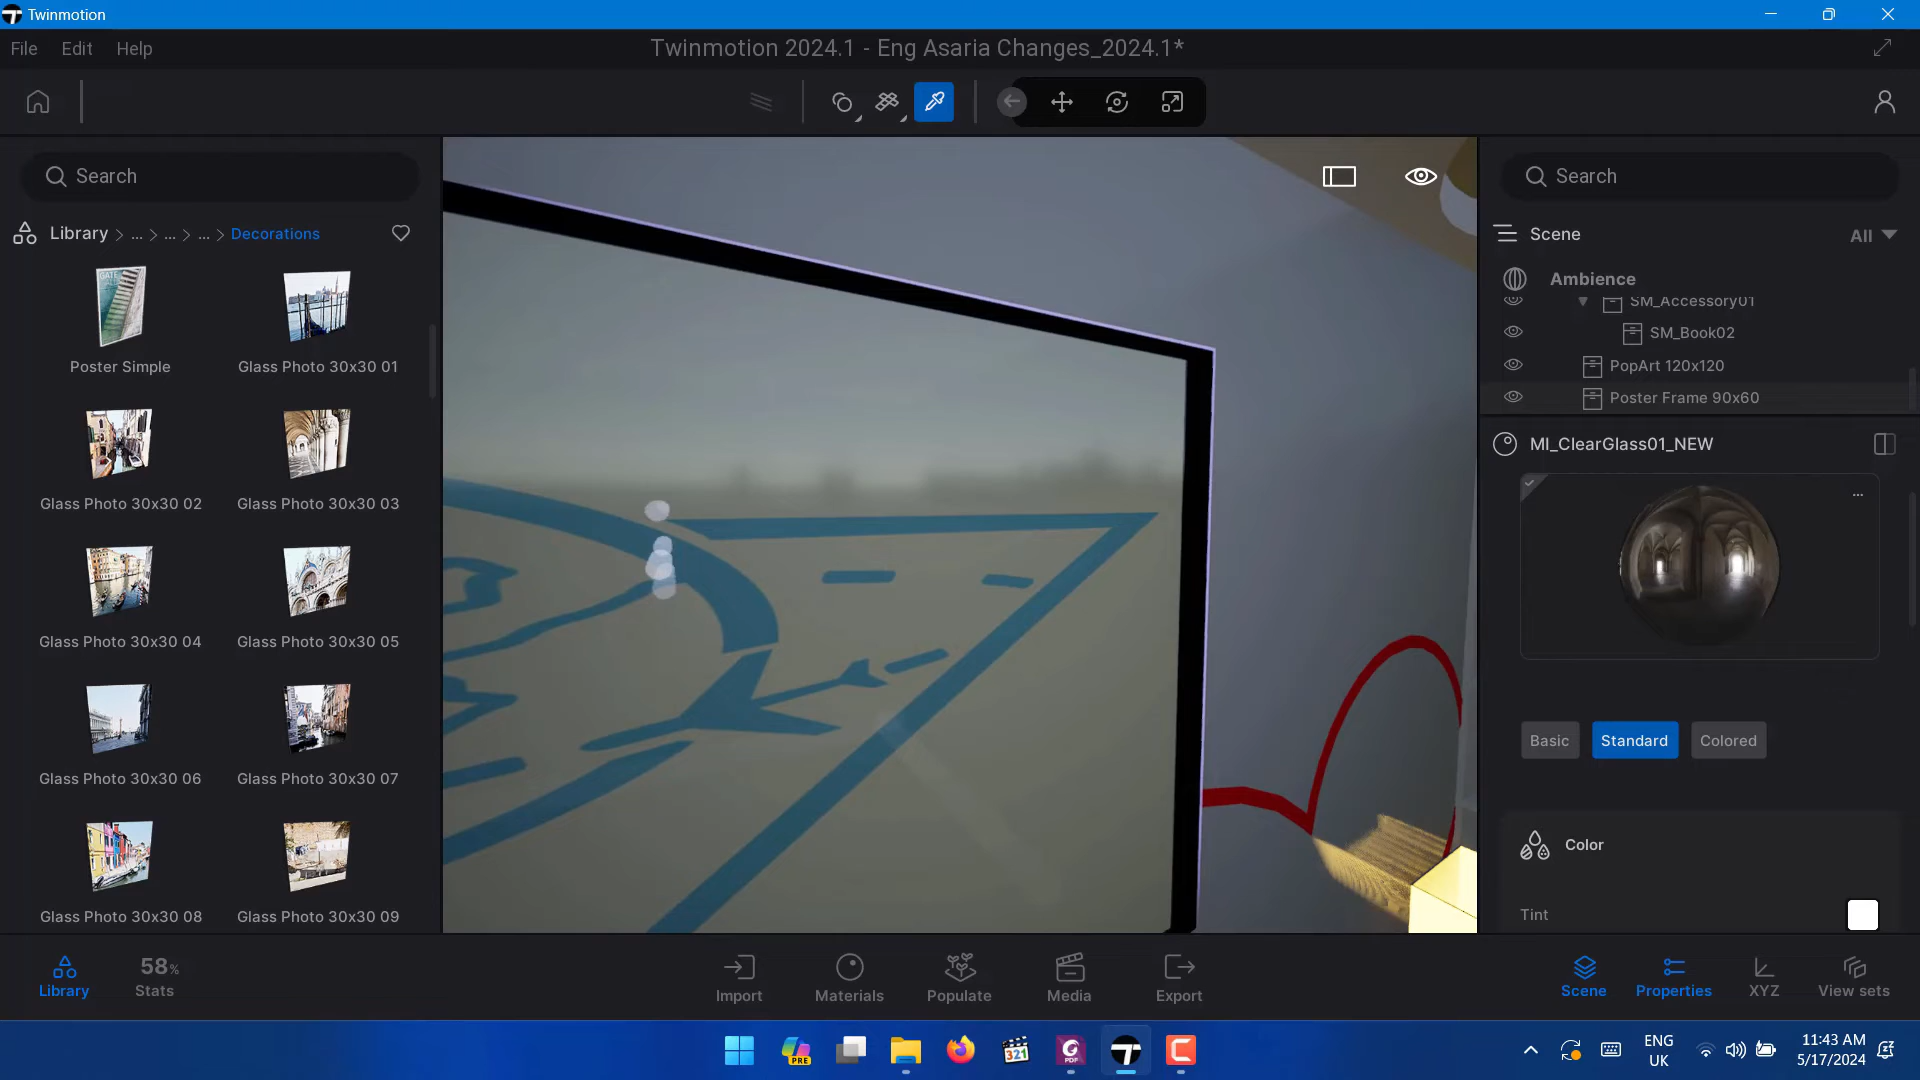 Twinmotion
File Edit Help
Twinmotion 2024.1 - Eng Asaria Changes_2024.1*
Search
Library > ... > ... > ... > Decorations
Poster Simple
Glass Photo 30x30 01
Glass Photo 30x30 02
Glass Photo 30x30 03
Glass Photo 30x30 04
Glass Photo 30x30 05
Glass Photo 30x30 06
Glass Photo 30x30 07
Glass Photo 30x30 08
Glass Photo 30x30 09
Search
Scene
All
Ambience
SM_Accessory01
SM_Book02
PopArt 120x120
Poster Frame 90x60
MI_ClearGlass01_NEW
...
Basic Standard Colored
Color
Tint
Library
58%
Stats
Import
Materials
Populate
Media
Export
Scene
Properties
XYZ
View sets
PRE
321
PDF
ENG
UK
11:43 AM
5/17/2024